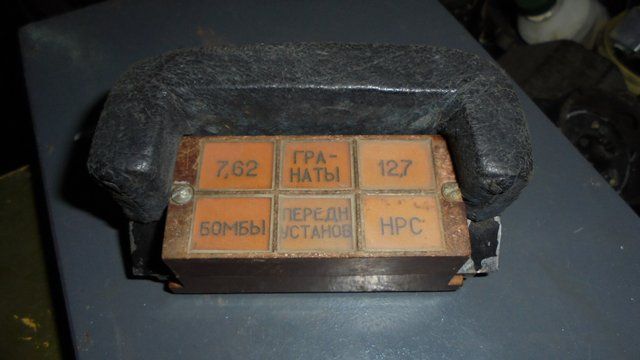 7,62
ГРА-
НАТЫ
12,7
БОМБЫ
ПЕРЕДН
УСТАНОВ
НРС